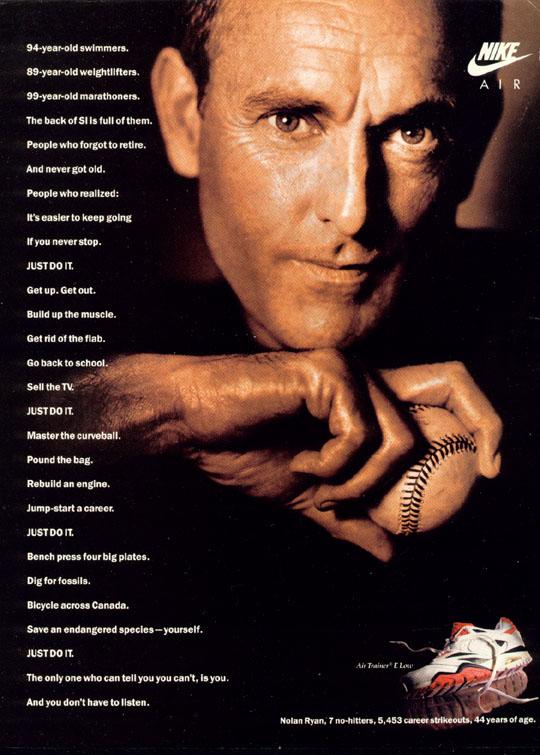 94-year-old swimmers.
89-year-old weightlifters.
99-year-old marathoners.
The back of SI is full of them.
People who forgot to retire.
And never got old.
People who realized:
It's easier to keep going
If you never stop.
JUST DO IT.
Get up. Get out.
Build up the muscle.
Get rid of the flab.
Go back to school.
Sell the TV.
JUST DO IT.
Master the curveball.
Pound the bag.
Rebuild an engine.
Jump-start a career.
JUST DO IT.
Bench press four big plates.
Dig for fossils.
Bicycle across Canada.
Save an endangered species—yourself.
JUST DO IT.
The only one who can tell you you can't, is you.
And you don't have to listen.
NIKE
AIR
Air Trainer® E Low
Nolan Ryan, 7 no-hitters, 5,453 career strikeouts, 44 years of age.